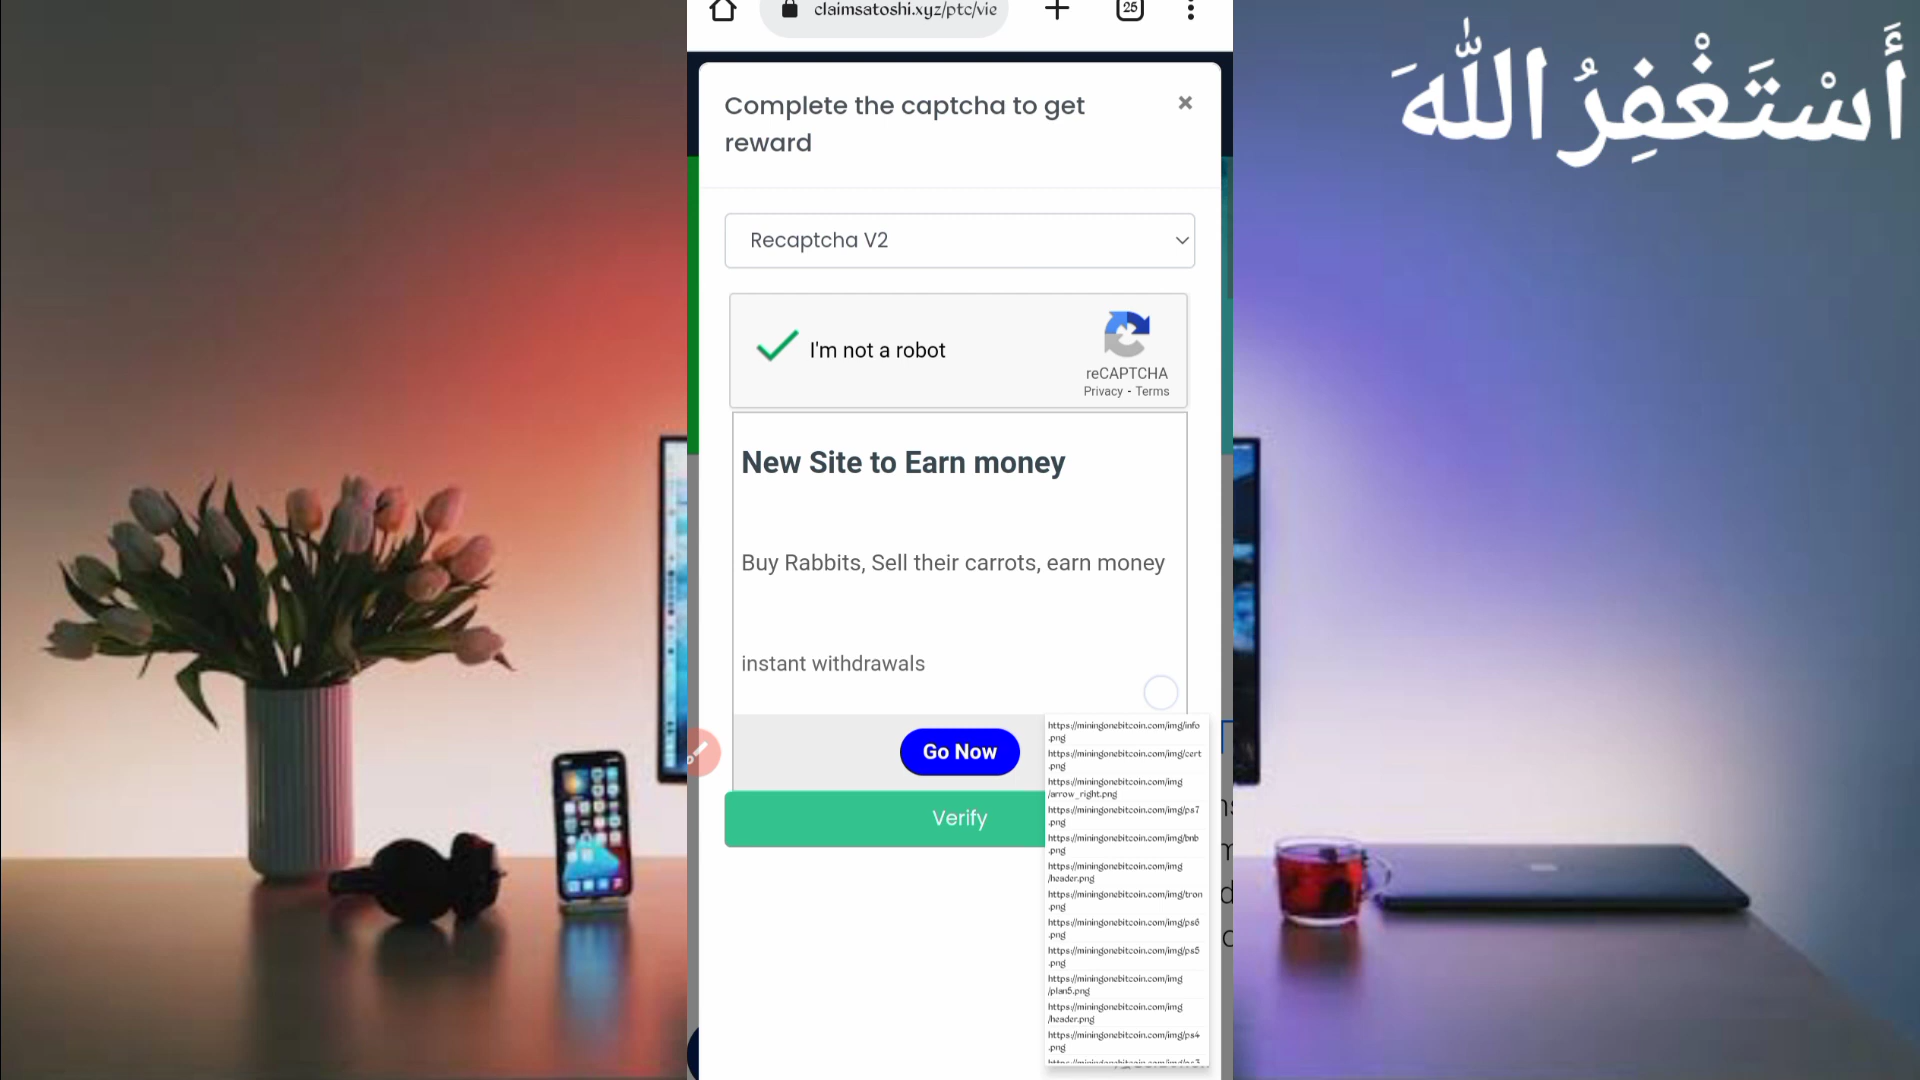 claimsatoshi.xyz/ptc/vie
25
أَسْتَغْفِرُ اللّٰهَ
Complete the captcha to get
reward
×
Recaptcha V2
I'm not a robot
reCAPTCHA
Privacy - Terms
New Site to Earn money
Buy Rabbits, Sell their carrots, earn money
instant withdrawals
Go Now
Verify
https://miningonebitcoin.com/img/info
.png
https://miningonebitcoin.com/img/cert
.png
https://miningonebitcoin.com/img
/arrow_right.png
https://miningonebitcoin.com/img/ps7
.png
https://miningonebitcoin.com/img/bnb
.png
https://miningonebitcoin.com/img
/header.png
https://miningonebitcoin.com/img/tron
.png
https://miningonebitcoin.com/img/ps6
.png
https://miningonebitcoin.com/img/ps5
.png
https://miningonebitcoin.com/img
/plan5.png
https://miningonebitcoin.com/img
/header.png
https://miningonebitcoin.com/img/ps4
.png